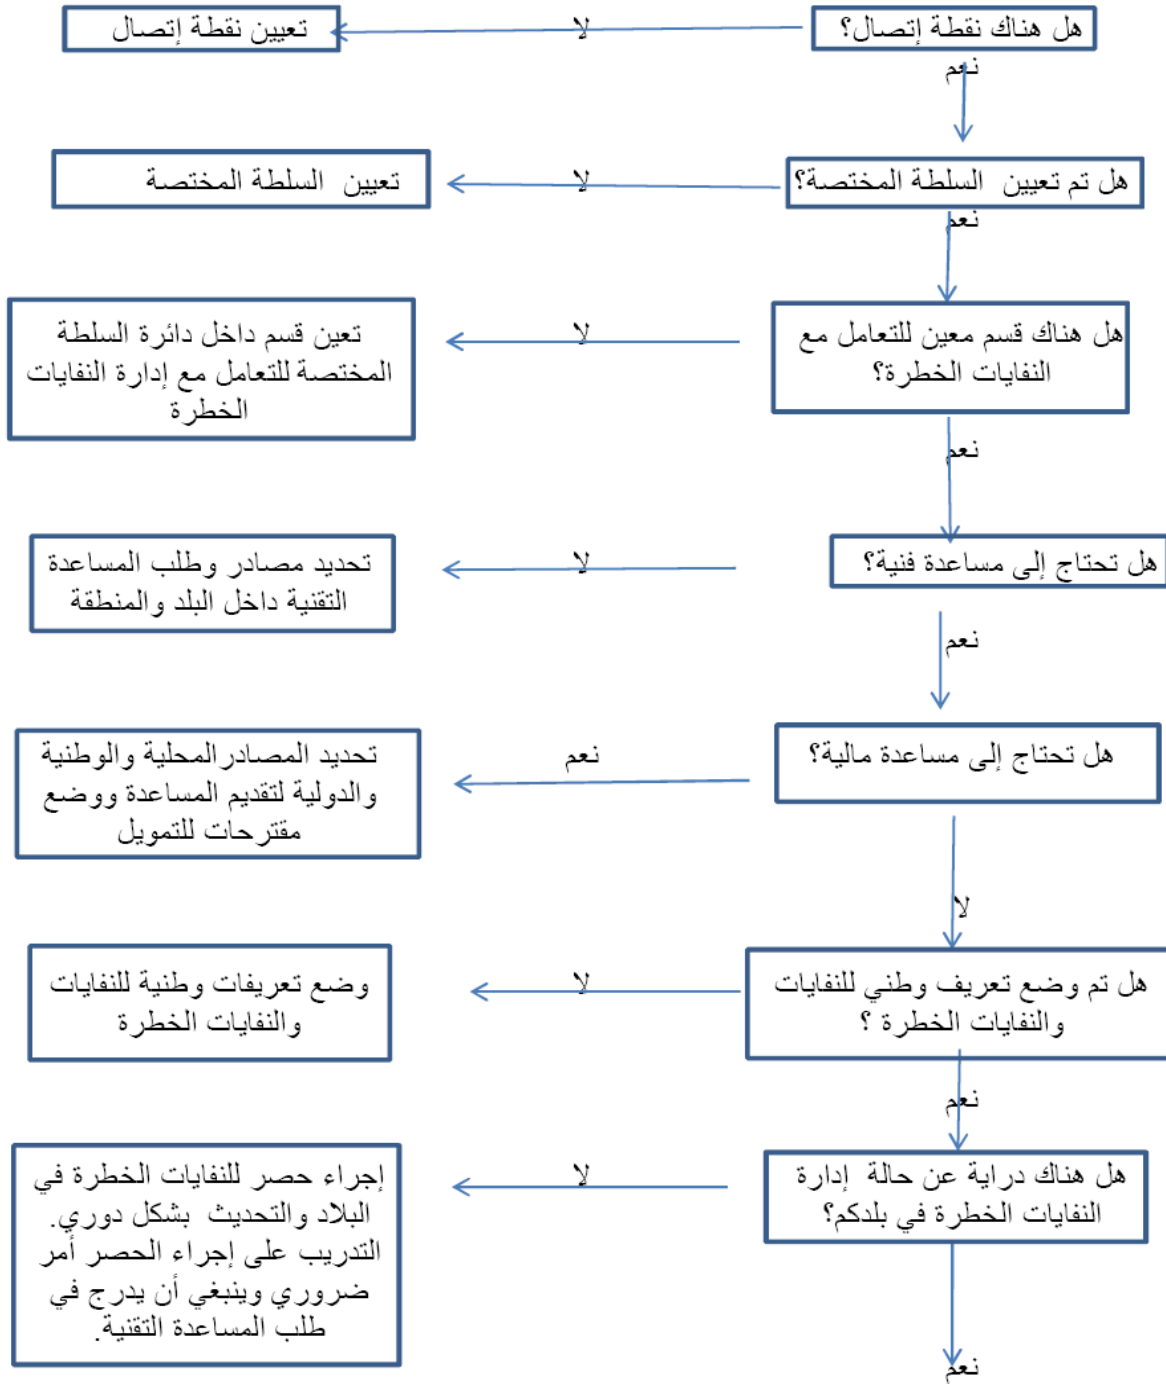 هل هناك نقطة إتصال؟
لا
تعيين نقطة إتصال
نعم
هل تم تعيين السلطة المختصة؟
لا
تعيين السلطة المختصة
نعم
هل هناك قسم معين للتعامل مع
النفايات الخطرة؟
لا
تعين قسم داخل دائرة السلطة
المختصة للتعامل مع إدارة النفايات
الخطرة
نعم
هل تحتاج إلى مساعدة فنية؟
لا
تحديد مصادر وطلب المساعدة
التقنية داخل البلد والمنطقة
نعم
هل تحتاج إلى مساعدة مالية؟
نعم
تحديد المصادر المحلية والوطنية
والدولية لتقديم المساعدة ووضع
مقترحات للتمويل
لا
هل تم وضع تعريف وطني للنفايات
والنفايات الخطرة ؟
لا
وضع تعريفات وطنية للنفايات
والنفايات الخطرة
نعم
هل هناك دراية عن حالة إدارة
النفايات الخطرة في بلدكم؟
لا
إجراء حصر للنفايات الخطرة في
البلاد والتحديث بشكل دوري.
التدريب على إجراء الحصر أمر
ضروري وينبغي أن يدرج في
طلب المساعدة التقنية.
نعم